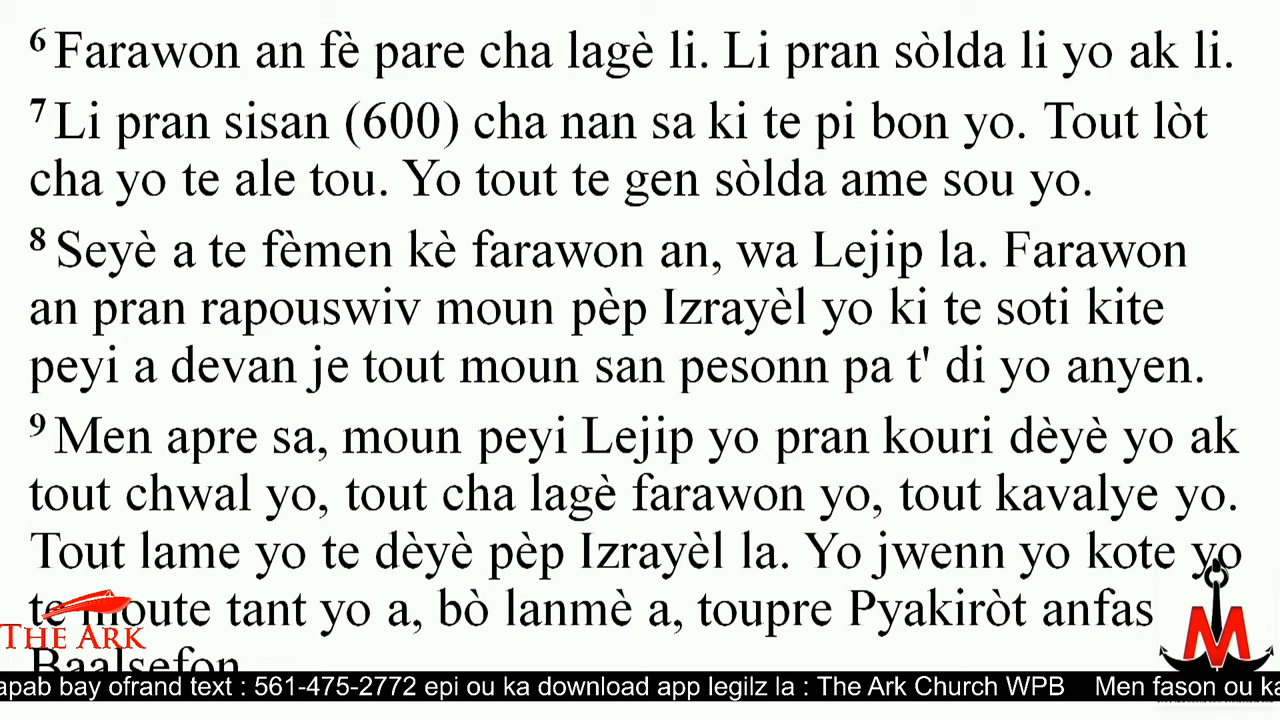 6 Farawon an fè pare cha lagè li. Li pran sòlda li yo ak li.
7 Li pran sisan (600) cha nan sa ki te pi bon yo. Tout lòt
cha yo te ale tou. Yo tout te gen sòlda ame sou yo.
8 Seyè a te fèmen kè farawon an, wa Lejip la. Farawon
an pran rapouswiv moun pèp Izrayèl yo ki te soti kite
peyi a devan je tout moun san pesonn pa t' di yo anyen.
9 Men apre sa, moun peyi Lejip yo pran kouri dèyè yo ak
tout chwal yo, tout cha lagè farawon yo, tout kavalye yo.
Tout lame yo te dèyè pèp Izrayèl la. Yo jwenn yo kote yo
te moute tant yo a, bò lanmè a, toupre Pyakiròt anfas
Baalsefon
THE ARK
M
apab bay ofrand text : 561-475-2772 epi ou ka download app legilz la : The Ark Church WPB Men fason ou ka